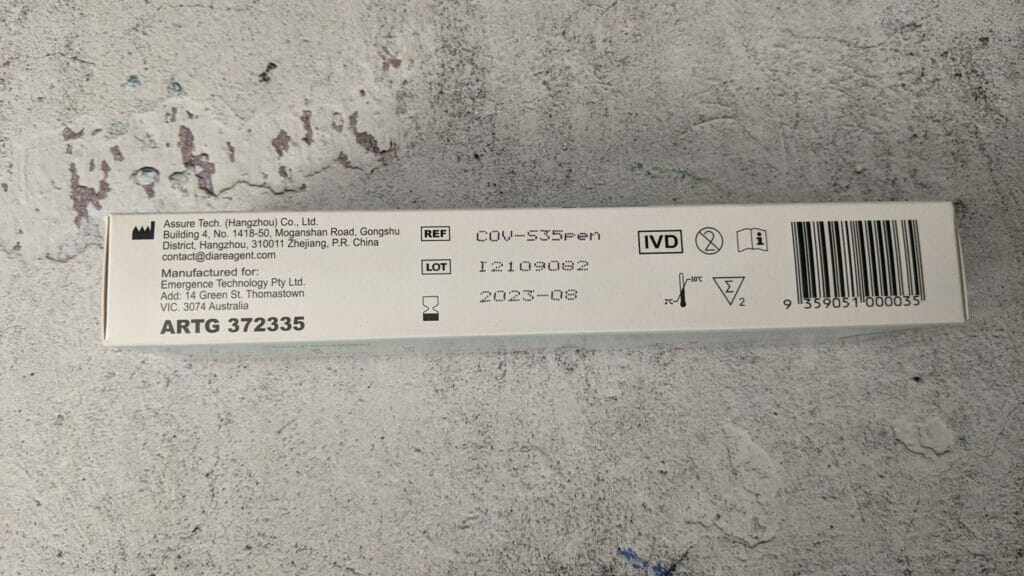 Assure Tech. (Hangzhou) Co., Ltd.
Building 4, No. 1418-50, Moganshan Road, Gongshu
District, Hangzhou, 310011 Zhejiang, P.R. China
contact@diareagent.com
Manufactured for:
Emergence Technology Pty Ltd.
Add: 14 Green St. Thomastown
VIC. 3074 Australia
ARTG 372335
REF COV-S35pen
LOT I2109082
2023-08
IVD
2
i
2°C
30°C
Σ
2
9 359051 000035